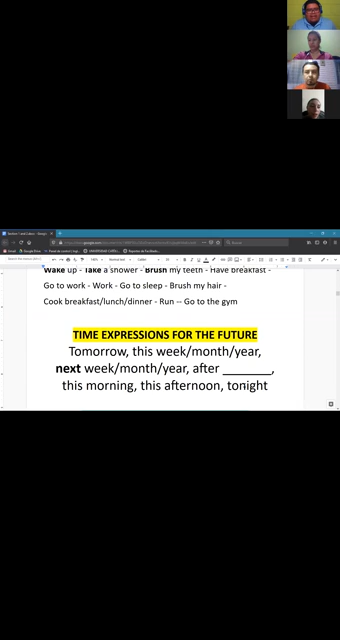 Wake up - Take a shower - Brush my teeth - Have breakfast -
Go to work - Work - Go to sleep - Brush my hair -
Cook breakfast/lunch/dinner - Run -- Go to the gym
TIME EXPRESSIONS FOR THE FUTURE
Tomorrow, this week/month/year,
next week/month/year, after _______,
this morning, this afternoon, tonight